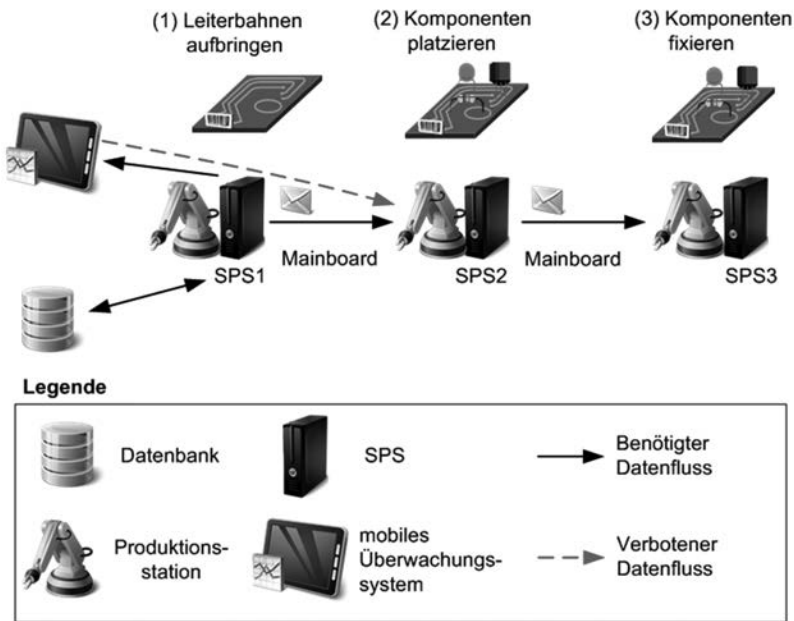 (1) Leiterbahnen
aufbringen
(2) Komponenten
platzieren
(3) Komponenten
fixieren
SPS1
Mainboard
SPS2
Mainboard
SPS3
Legende
Datenbank
SPS
Benötigter
Datenfluss
Produktions-
station
mobiles
Überwachungs-
system
Verbotener
Datenfluss